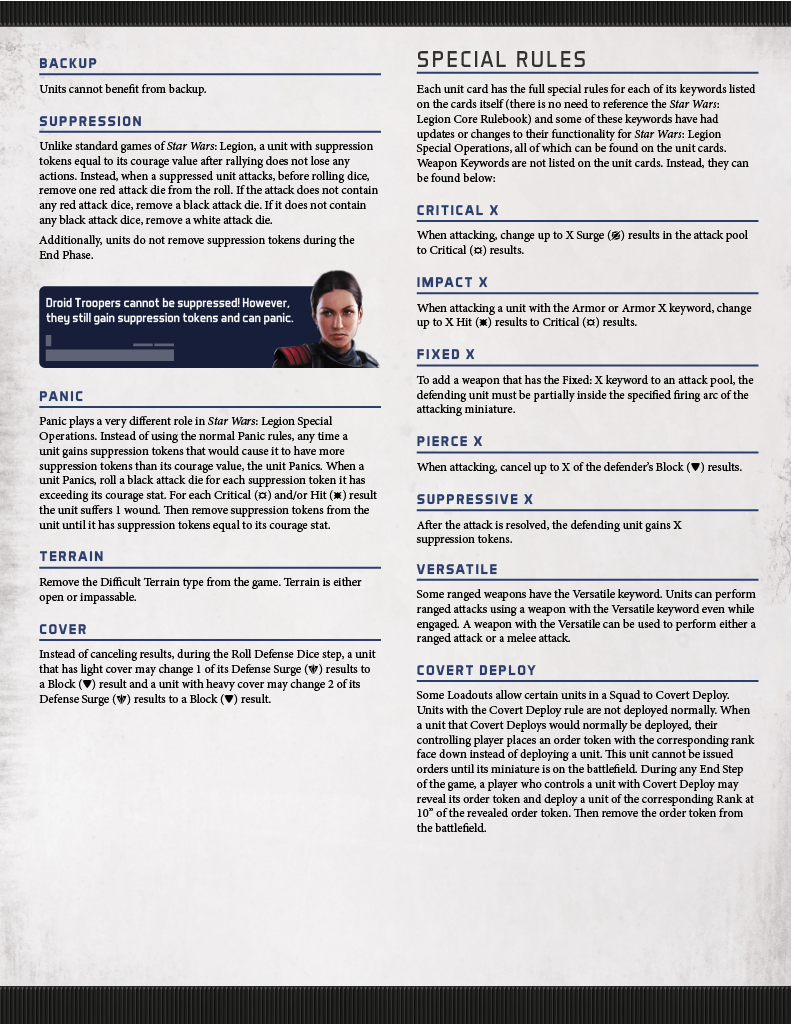 BACKUP
Units cannot benefit from backup.
SUPPRESSION
Unlike standard games of Star Wars: Legion, a unit with suppression
tokens equal to its courage value after rallying does not lose any
actions. Instead, when a suppressed unit attacks, before rolling dice,
remove one red attack die from the roll. If the attack does not contain
any red attack dice, remove a black attack die. If it does not contain
any black attack dice, remove a white attack die.
Additionally, units do not remove suppression tokens during the
End Phase.
Droid Troopers cannot be suppressed! However,
they still gain suppression tokens and can panic.
PANIC
Panic plays a very different role in Star Wars: Legion Special
Operations. Instead of using the normal Panic rules, any time a
unit gains suppression tokens that would cause it to have more
suppression tokens than its courage value, the unit Panics. When a
unit Panics, roll a black attack die for each suppression token it has
exceeding its courage stat. For each Critical () and/or Hit () result
the unit suffers 1 wound. Then remove suppression tokens from the
unit until it has suppression tokens equal to its courage stat.
TERRAIN
Remove the Difficult Terrain type from the game. Terrain is either
open or impassable.
COVER
Instead of canceling results, during the Roll Defense Dice step, a unit
that has light cover may change 1 of its Defense Surge () results to
a Block () result and a unit with heavy cover may change 2 of its
Defense Surge () results to a Block () result.
SPECIAL RULES
Each unit card has the full special rules for each of its keywords listed
on the cards itself (there is no need to reference the Star Wars:
Legion Core Rulebook) and some of these keywords have had
updates or changes to their functionality for Star Wars: Legion
Special Operations, all of which can be found on the unit cards.
Weapon Keywords are not listed on the unit cards. Instead, they can
be found below:
CRITICAL X
When attacking, change up to X Surge () results in the attack pool
to Critical () results.
IMPACT X
When attacking a unit with the Armor or Armor X keyword, change
up to X Hit () results to Critical () results.
FIXED X
To add a weapon that has the Fixed: X keyword to an attack pool, the
defending unit must be partially inside the specified firing arc of the
attacking miniature.
PIERCE X
When attacking, cancel up to X of the defender's Block () results.
SUPPRESSIVE X
After the attack is resolved, the defending unit gains X
suppression tokens.
VERSATILE
Some ranged weapons have the Versatile keyword. Units can perform
ranged attacks using a weapon with the Versatile keyword even while
engaged. A weapon with the Versatile can be used to perform either a
ranged attack or a melee attack.
COVERT DEPLOY
Some Loadouts allow certain units in a Squad to Covert Deploy.
Units with the Covert Deploy rule are not deployed normally. When
a unit that Covert Deploys would normally be deployed, their
controlling player places an order token with the corresponding rank
face down instead of deploying a unit. This unit cannot be issued
orders until its miniature is on the battlefield. During any End Step
of the game, a player who controls a unit with Covert Deploy may
reveal its order token and deploy a unit of the corresponding Rank at
10” of the revealed order token. Then remove the order token from
the battlefield.